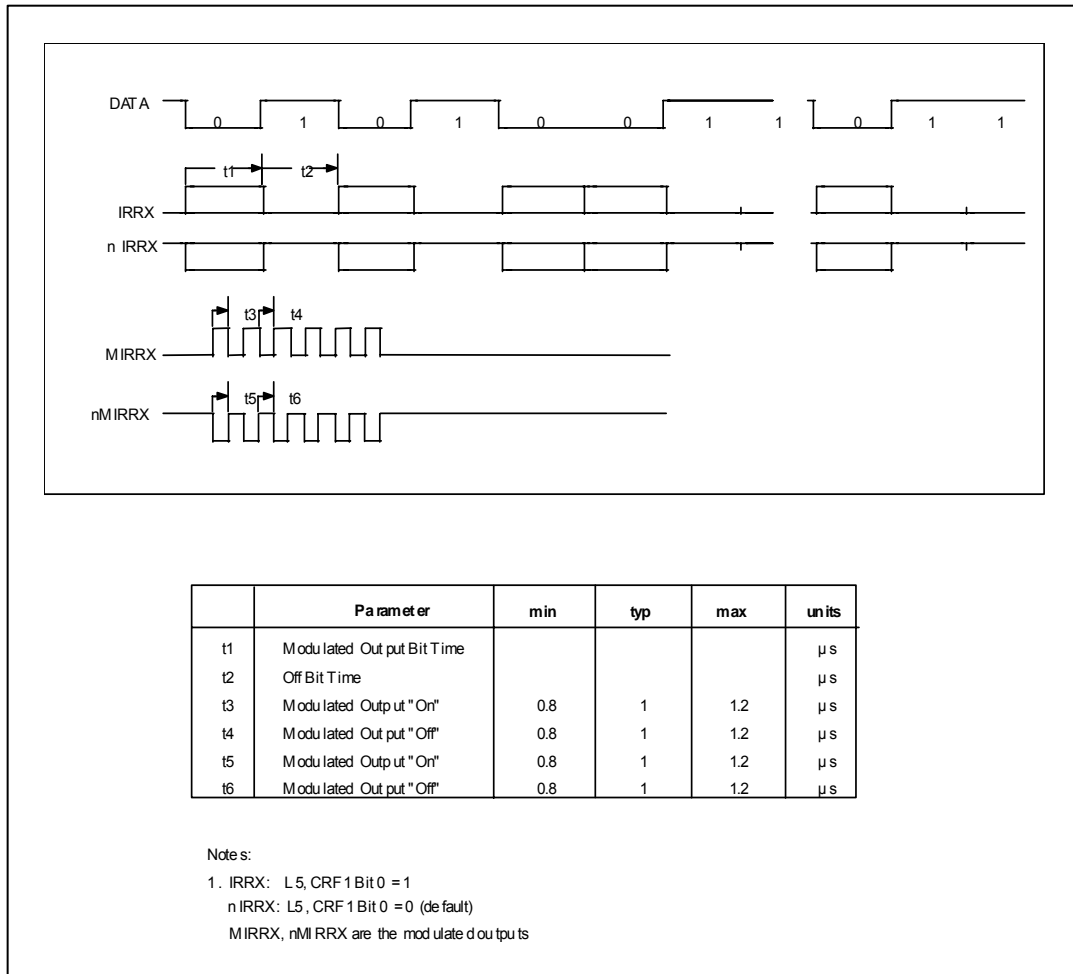 DATA
0 1 0 1 0 0 1 1 0 1 1
t1 t2
IRRX
n IRRX
t3 t4
MIRRX
t5 t6
nMIRRX
Parameter min typ max units
t1 Modulated Output Bit Time µs
t2 Off Bit Time µs
t3 Modulated Output "On" 0.8 1 1.2 µs
t4 Modulated Output "Off" 0.8 1 1.2 µs
t5 Modulated Output "On" 0.8 1 1.2 µs
t6 Modulated Output "Off" 0.8 1 1.2 µs
Notes:
1. IRRX: L5, CRF1 Bit 0 = 1
nIRRX: L5, CRF1 Bit 0 = 0 (default)
MIRRX, nMIRRX are the modulated outputs